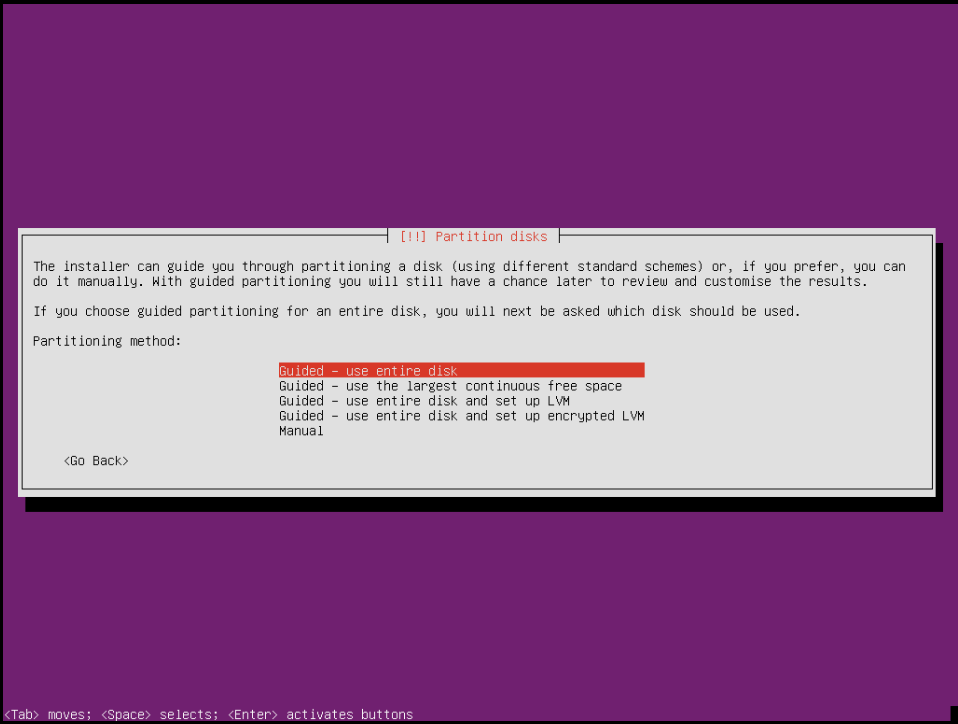 [!!] Partition disks
The installer can guide you through partitioning a disk (using different standard schemes) or, if you prefer, you can
do it manually. With guided partitioning you will still have a chance later to review and customise the results.
If you choose guided partitioning for an entire disk, you will next be asked which disk should be used.
Partitioning method:
Guided - use entire disk
Guided - use the largest continuous free space
Guided - use entire disk and set up LVM
Guided - use entire disk and set up encrypted LVM
Manual
<Go Back>
<Tab> moves; <Space> selects; <Enter> activates buttons